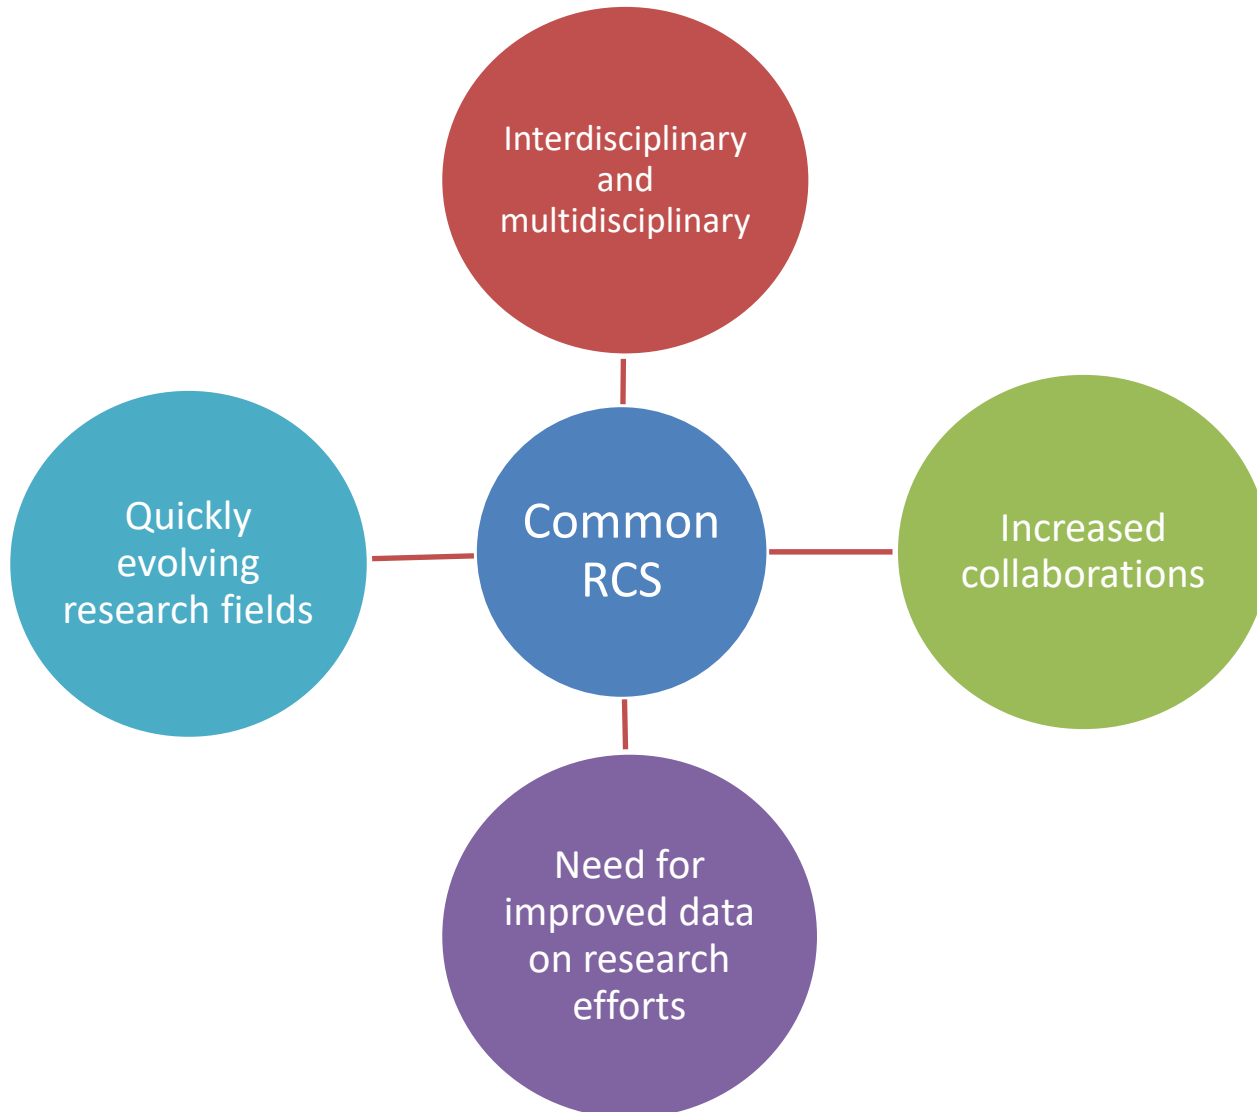 Interdisciplinary
and
multidisciplinary
Quickly
evolving
research fields
Common
RCS
Increased
collaborations
Need for
improved data
on research
efforts